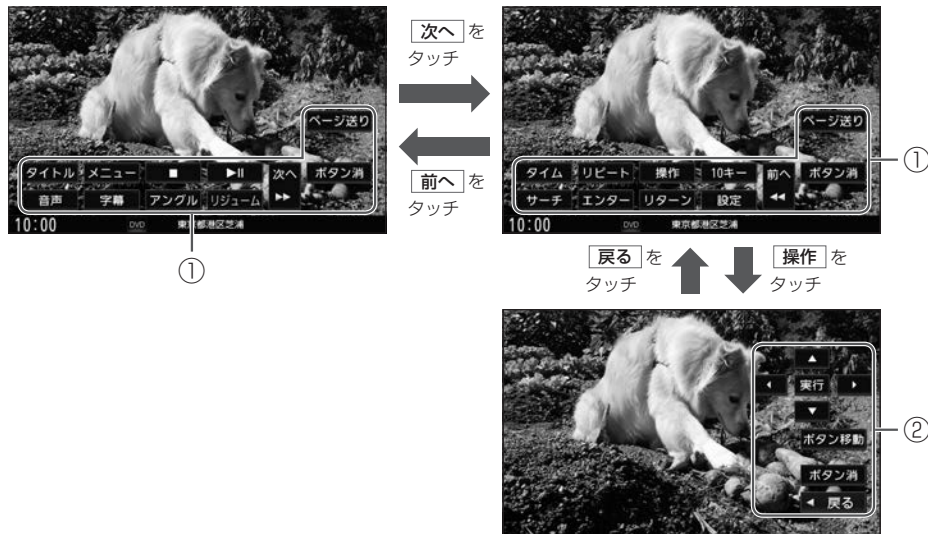 ページ送り
タイトル メニュー ■ ▶II 次へ ボタン消
音声 字幕 アングル リジューム ▶▶
10:00 DVD 東京都港区芝浦
①
次へ を
タッチ
前へ を
タッチ
ページ送り
タイム リピート 操作 10キー 前へ ボタン消
サーチ エンター リターン 設定 ◀◀
10:00 DVD 東京都港区芝浦
①
戻る を
タッチ
操作 を
タッチ
▲
◀ 実行 ▶
▼
ボタン移動
ボタン消
◀ 戻る
②